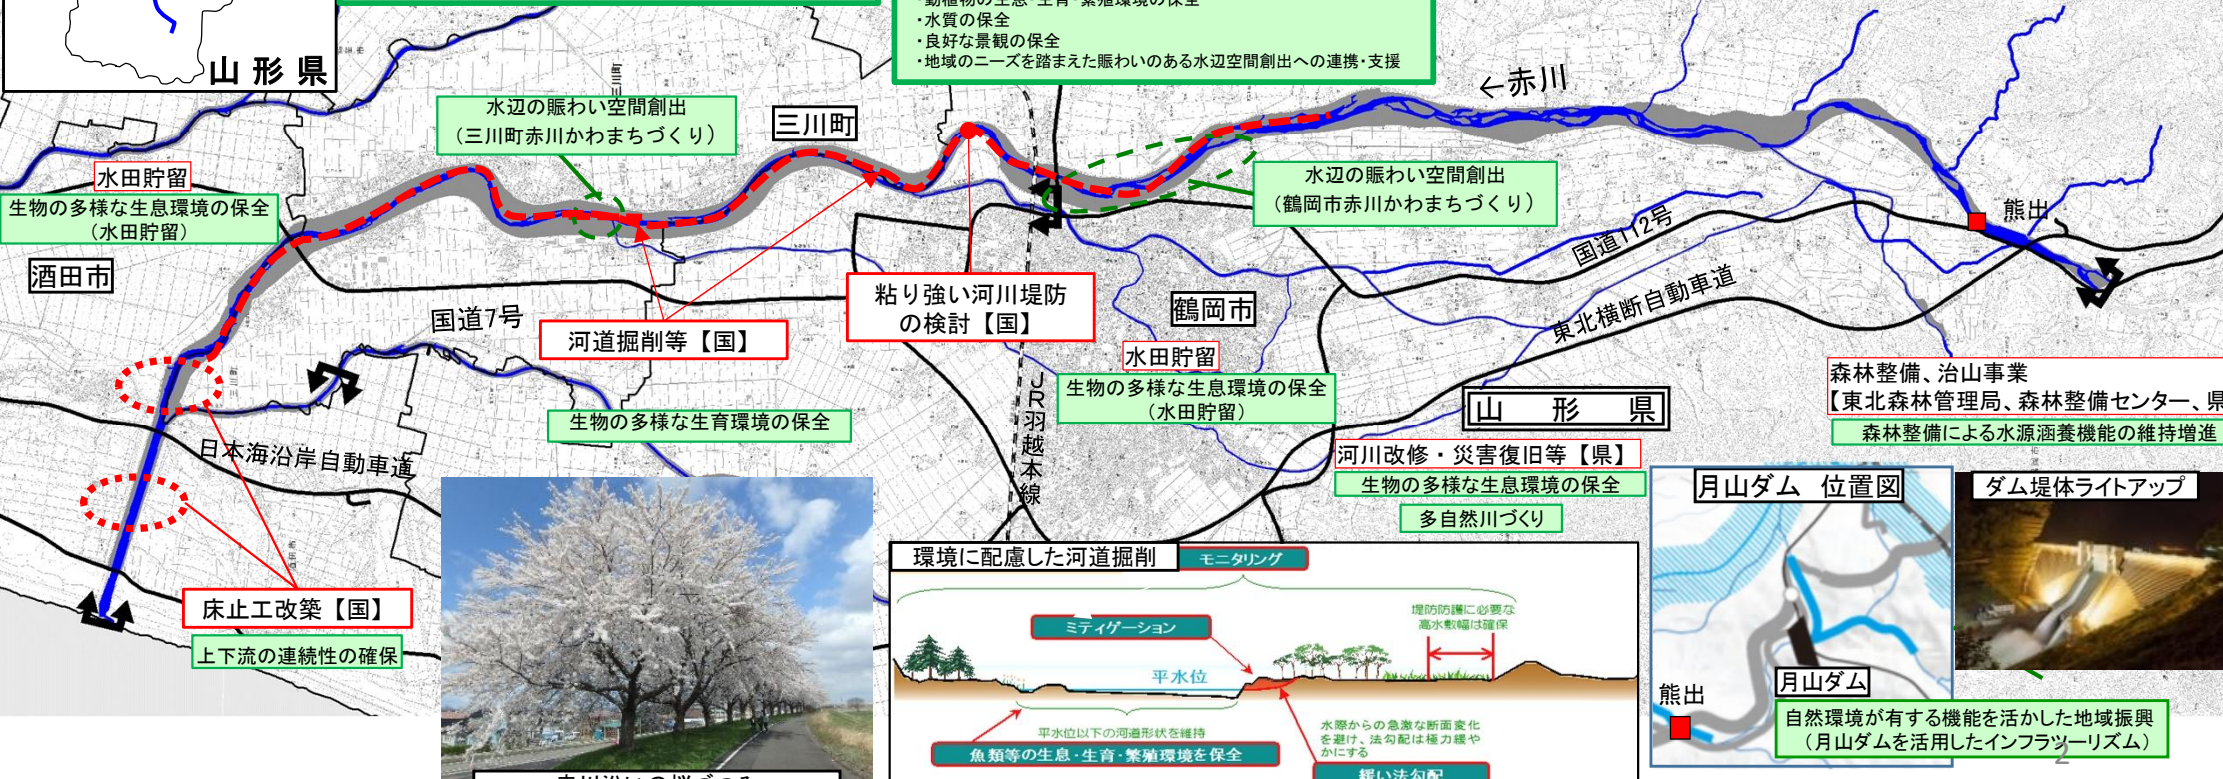 山形県
・水質の保全
・良好な景観の保全
・地域のニーズを踏まえた賑わいのある水辺空間創出への連携・支援
←赤川
水辺の賑わい空間創出
（三川町赤川かわまちづくり）
三川町
水田貯留
生物の多様な生息環境の保全
（水田貯留）
酒田市
水辺の賑わい空間創出
（鶴岡市赤川かわまちづくり）
熊出
国道112号
東北横断自動車道
国道7号
河道掘削等【国】
粘り強い河川堤防
の検討【国】
鶴岡市
水田貯留
生物の多様な生息環境の保全
（水田貯留）
JR羽越本線
山形県
森林整備、治山事業
【東北森林管理局、森林整備センター、県
森林整備による水源涵養機能の維持増進
生物の多様な生育環境の保全
日本海沿岸自動車道
河川改修・災害復旧等【県】
生物の多様な生息環境の保全
多自然川づくり
床止工改築【国】
上下流の連続性の確保
環境に配慮した河道掘削
モニタリング
ミティゲーション
堤防防護に必要な
高水敷幅は確保
平水位
平水位以下の河道形状を維持
魚類等の生息・生育・繁殖環境を保全
水際からの急激な断面変化
を避け、法勾配は極力緩や
かにする
緩い法勾配
月山ダム 位置図
ダム堤体ライトアップ
月山ダム
熊出
自然環境が有する機能を活かした地域振興
（月山ダムを活用したインフラツーリズム）
2